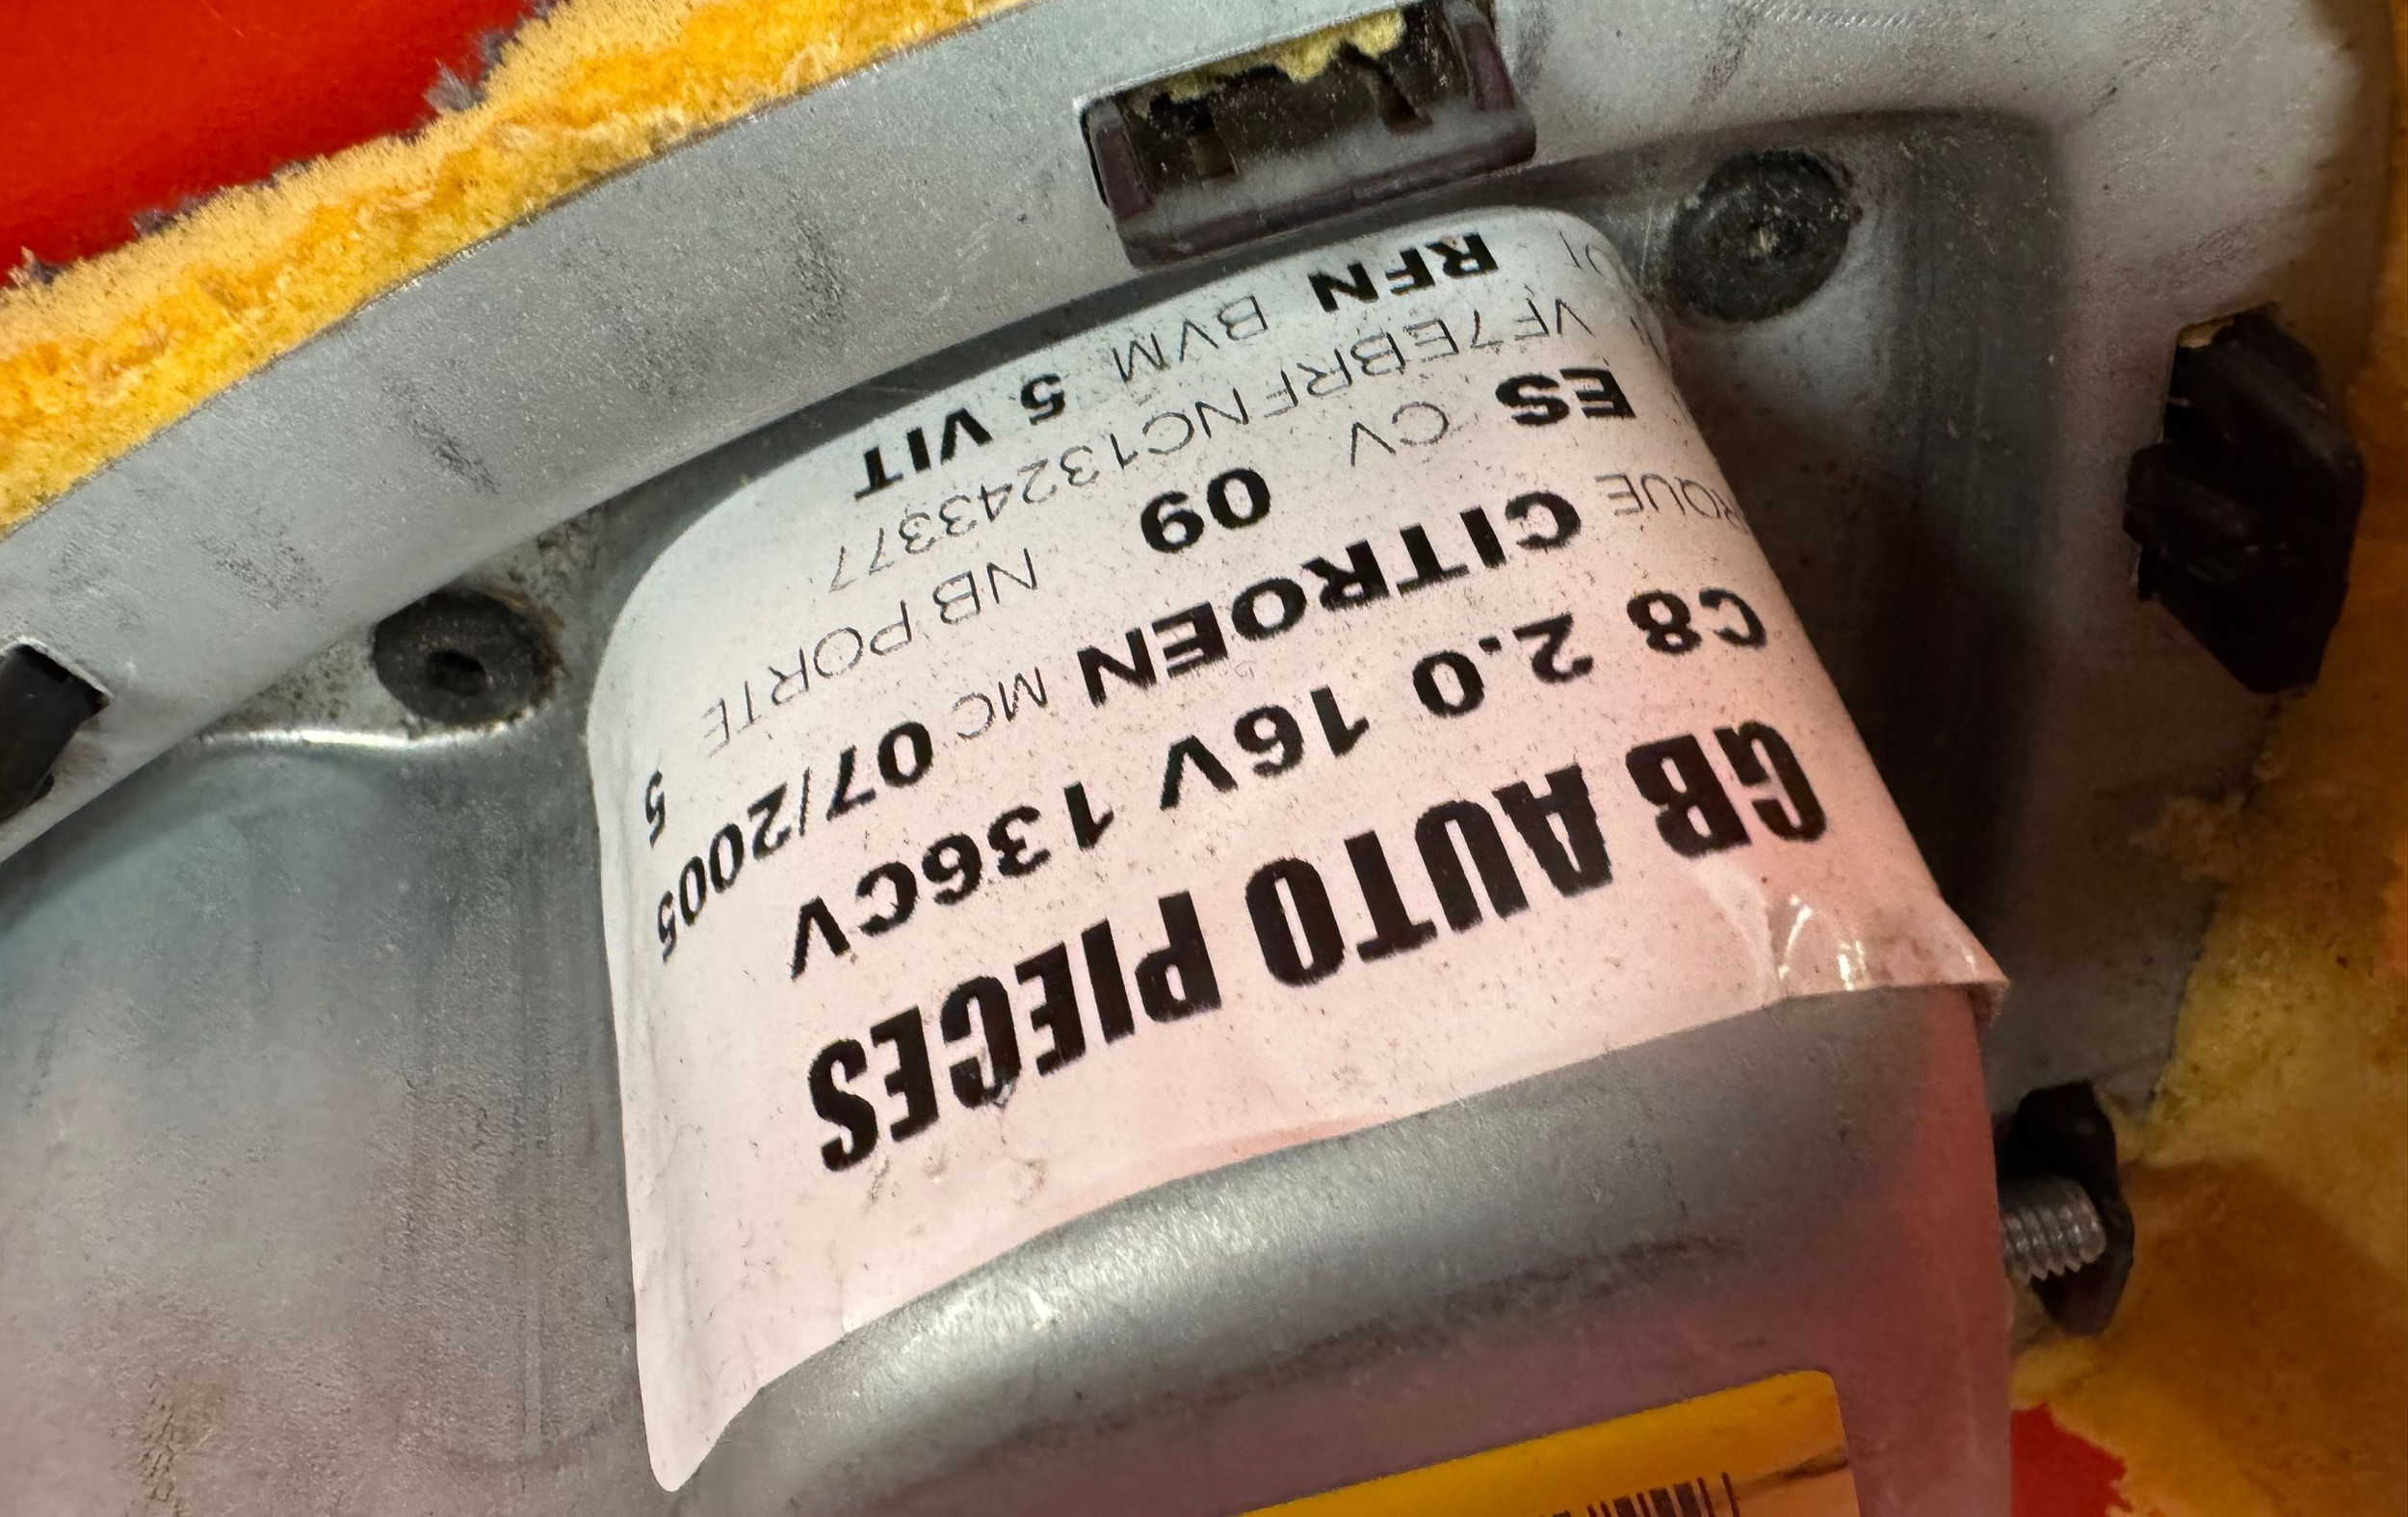 GB AUTO PIECES
C8 2.0 16V 136CV
RQUE CITROEN MC 07/2005
ES CV 09 NB PORTE 5
VF7EBRFNC13243377
RFN BVM 5 VIT